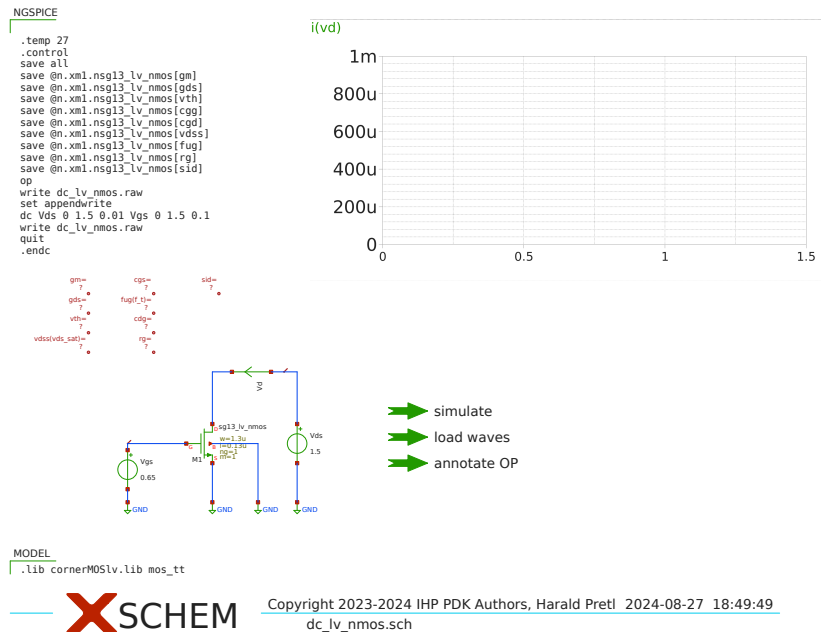 NGSPICE
.temp 27
.control
save all
save @n.xm1.nsg13_lv_nmos[gm]
save @n.xm1.nsg13_lv_nmos[gds]
save @n.xm1.nsg13_lv_nmos[vth]
save @n.xm1.nsg13_lv_nmos[cgg]
save @n.xm1.nsg13_lv_nmos[cgd]
save @n.xm1.nsg13_lv_nmos[vdss]
save @n.xm1.nsg13_lv_nmos[fug]
save @n.xm1.nsg13_lv_nmos[rg]
save @n.xm1.nsg13_lv_nmos[sid]
op
write dc_lv_nmos.raw
set appendwrite
dc Vds 0 1.5 0.01 Vgs 0 1.5 0.1
write dc_lv_nmos.raw
quit
.endc
i(vd)
1m
800u
600u
400u
200u
0
0 0.5 1 1.5
gm= cgs= sid=
? ? ?
gds= fug(f_t)=
? ?
vth= cdg=
? ?
vdss(vds_sat)= rg=
? ?
Vd
sg13_lv_nmos
D
w=1.3u
l=0.13u
ng=1
m=1
G
B
S
M1
Vgs
0.65
Vds
1.5
GND GND GND GND
simulate
load waves
annotate OP
MODEL
.lib cornerMOSlv.lib mos_tt
XSCHEM
Copyright 2023-2024 IHP PDK Authors, Harald Pretl 2024-08-27 18:49:49
dc_lv_nmos.sch